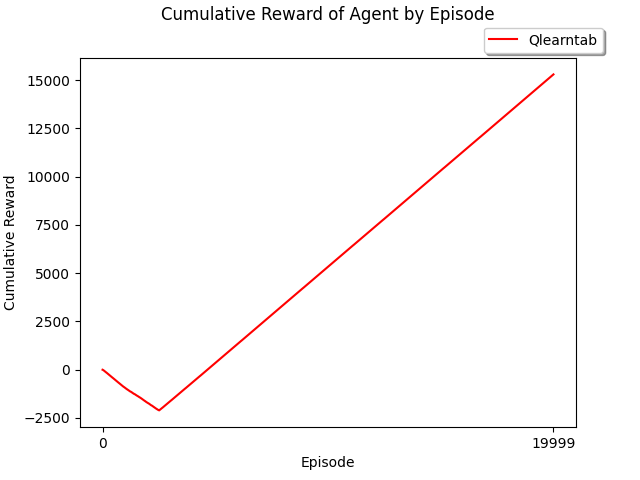 Cumulative Reward of Agent by Episode
Qlearntab
15000
12500
10000
7500
5000
2500
0
−2500
Cumulative Reward
0
19999
Episode